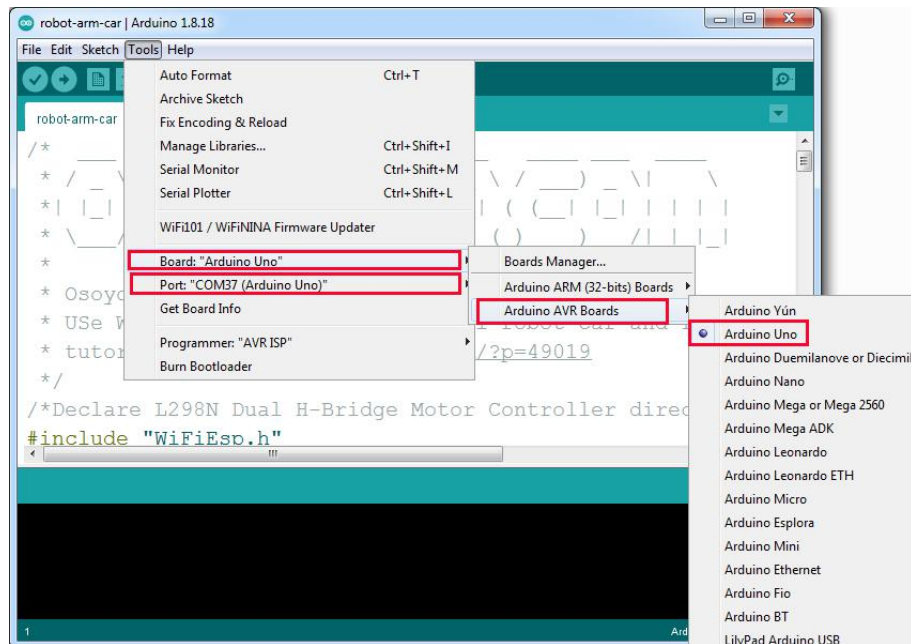 robot-arm-car | Arduino 1.8.18
File Edit Sketch Tools Help
Auto Format Ctrl+T
Archive Sketch
Fix Encoding & Reload
Manage Libraries... Ctrl+Shift+I
Serial Monitor Ctrl+Shift+M
Serial Plotter Ctrl+Shift+L
WiFi101 / WiFiNINA Firmware Updater
Board: "Arduino Uno"
Port: "COM37 (Arduino Uno)"
Get Board Info
Programmer: "AVR ISP"
Burn Bootloader
Boards Manager...
Arduino ARM (32-bits) Boards
Arduino AVR Boards
Arduino Yún
Arduino Uno
Arduino Duemilanove or Diecimil
Arduino Nano
Arduino Mega or Mega 2560
Arduino Mega ADK
Arduino Leonardo
Arduino Leonardo ETH
Arduino Micro
Arduino Esplora
Arduino Mini
Arduino Ethernet
Arduino Fio
Arduino BT
LilyPad Arduino USB
robot-arm-car
/*
* Osoyo
* USe W
* tutor /?p=49019
*/
/*Declare L298N Dual H-Bridge Motor Controller direc
#include "WiFiEsp.h"
1
Ard